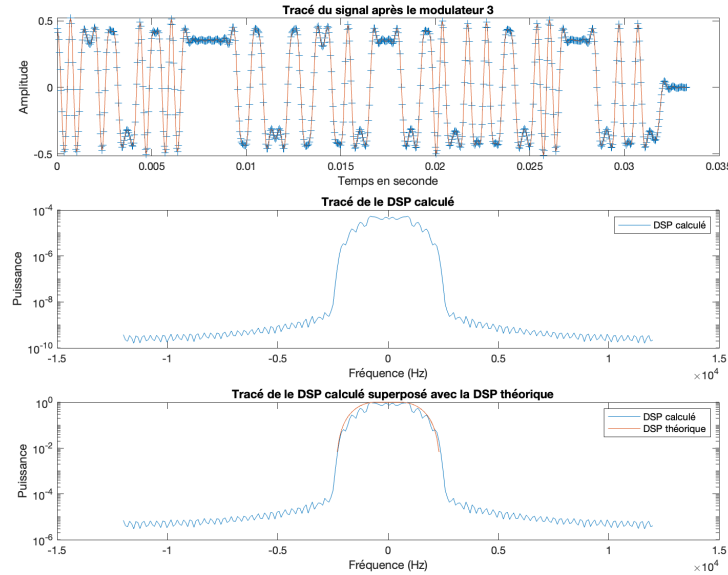 Tracé du signal après le modulateur 3
0.5
0
-0.5
Amplitude
0 0.005 0.01 0.015 0.02 0.025 0.03 0.035
Temps en seconde
Tracé de le DSP calculé
10^-4
10^-6
10^-8
10^-10
Puissance
DSP calculé
-1.5 -1 -0.5 0 0.5 1 1.5
Fréquence (Hz)
×10^4
Tracé de le DSP calculé superposé avec la DSP théorique
10^0
10^-2
10^-4
10^-6
Puissance
DSP calculé
DSP théorique
-1.5 -1 -0.5 0 0.5 1 1.5
Fréquence (Hz)
×10^4